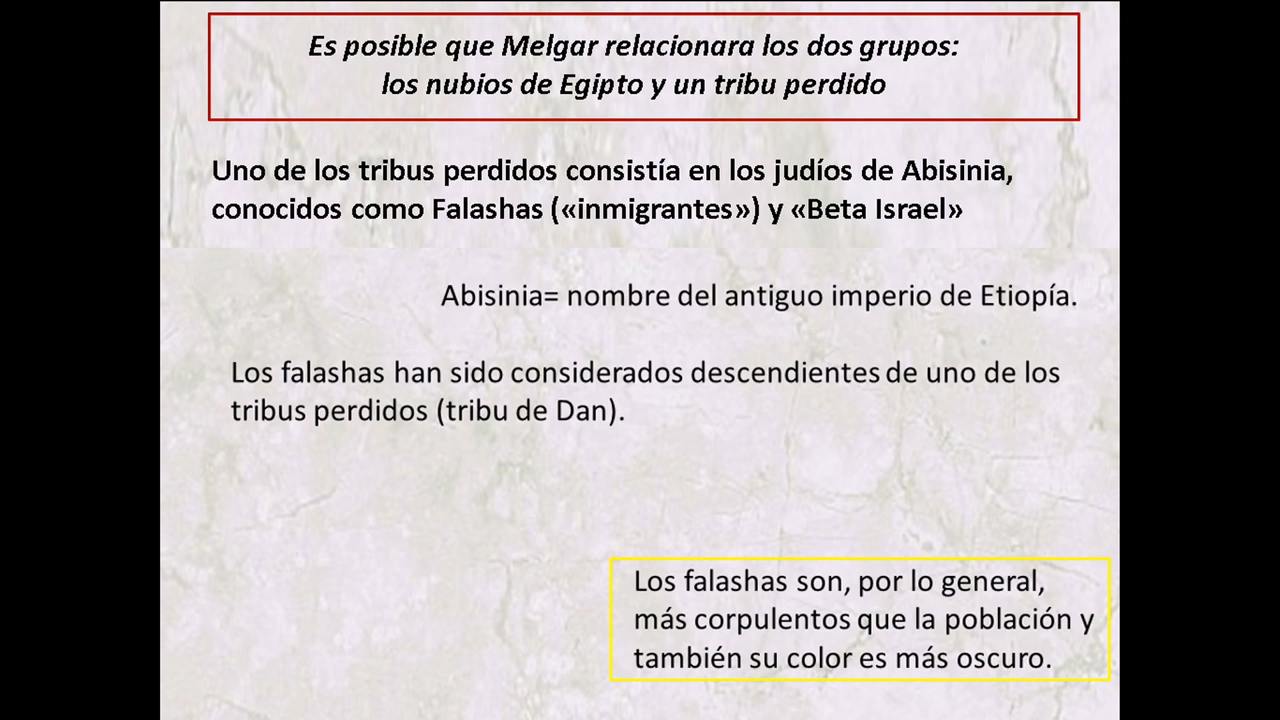 Es posible que Melgar relacionara los dos grupos:
los nubios de Egipto y un tribu perdido
Uno de los tribus perdidos consistía en los judíos de Abisinia,
conocidos como Falashas («inmigrantes») y «Beta Israel»
Abisinia= nombre del antiguo imperio de Etiopía.
Los falashas han sido considerados descendientes de uno de los
tribus perdidos (tribu de Dan).
Los falashas son, por lo general,
más corpulentos que la población y
también su color es más oscuro.